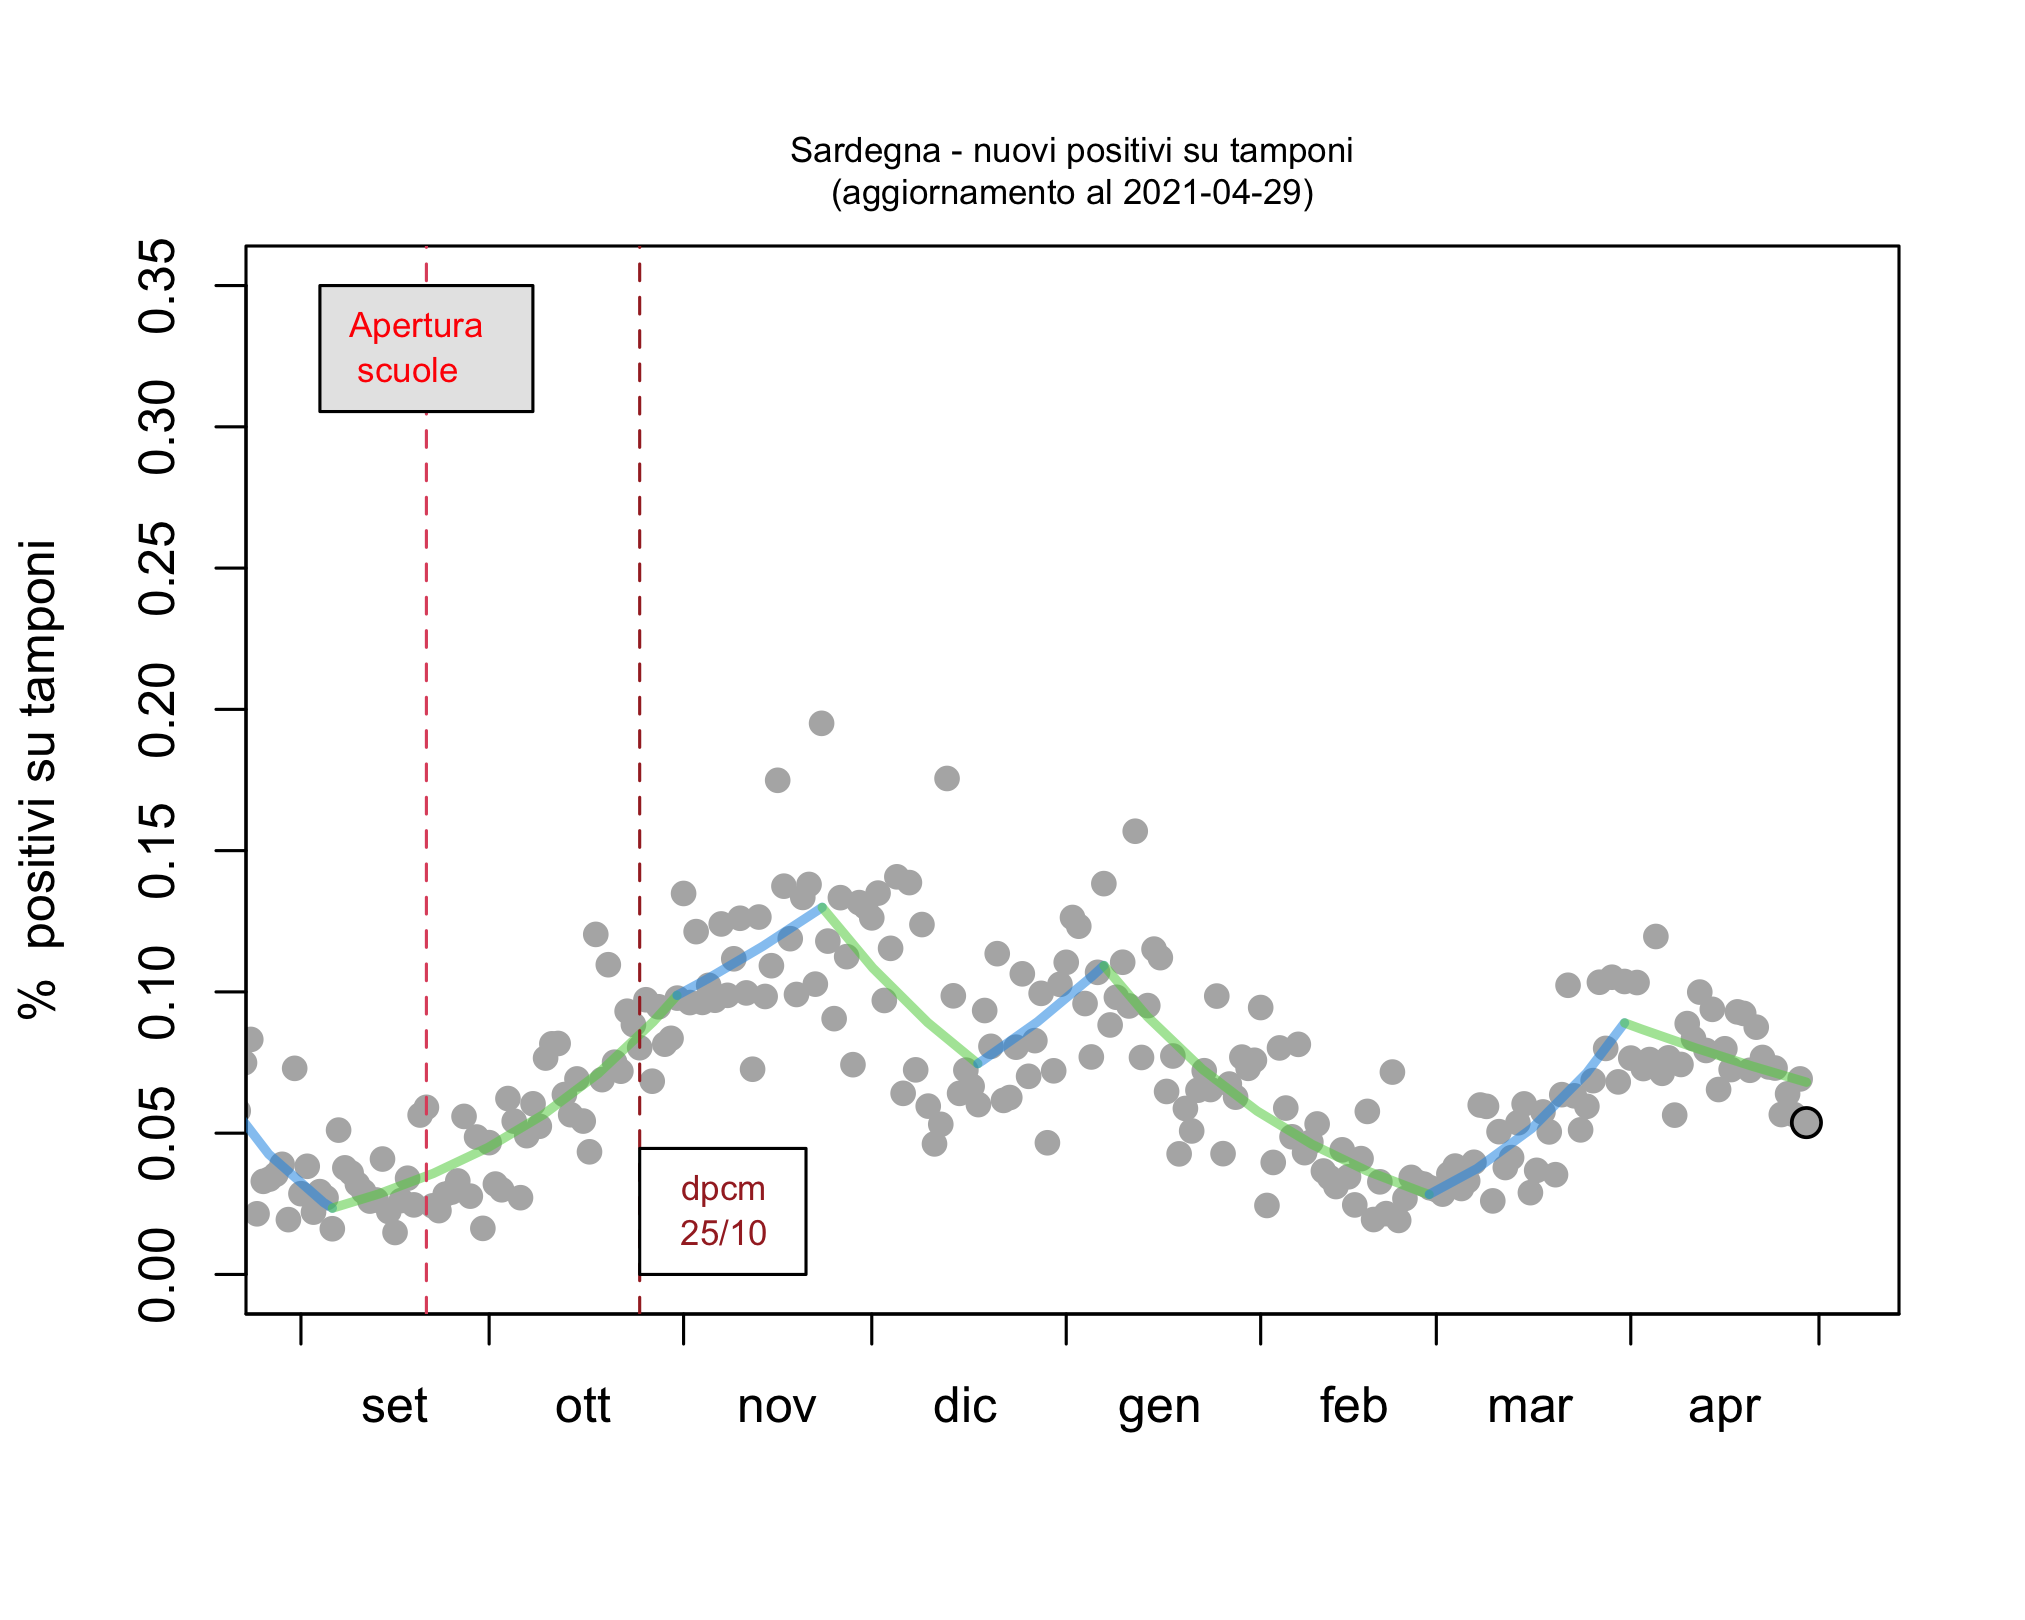 Sardegna - nuovi positivi su tamponi
(aggiornamento al 2021-04-29)
% positivi su tamponi
0.35
0.30
0.25
0.20
0.15
0.10
0.05
0.00
Apertura
scuole
dpcm
25/10
set ott nov dic gen feb mar apr